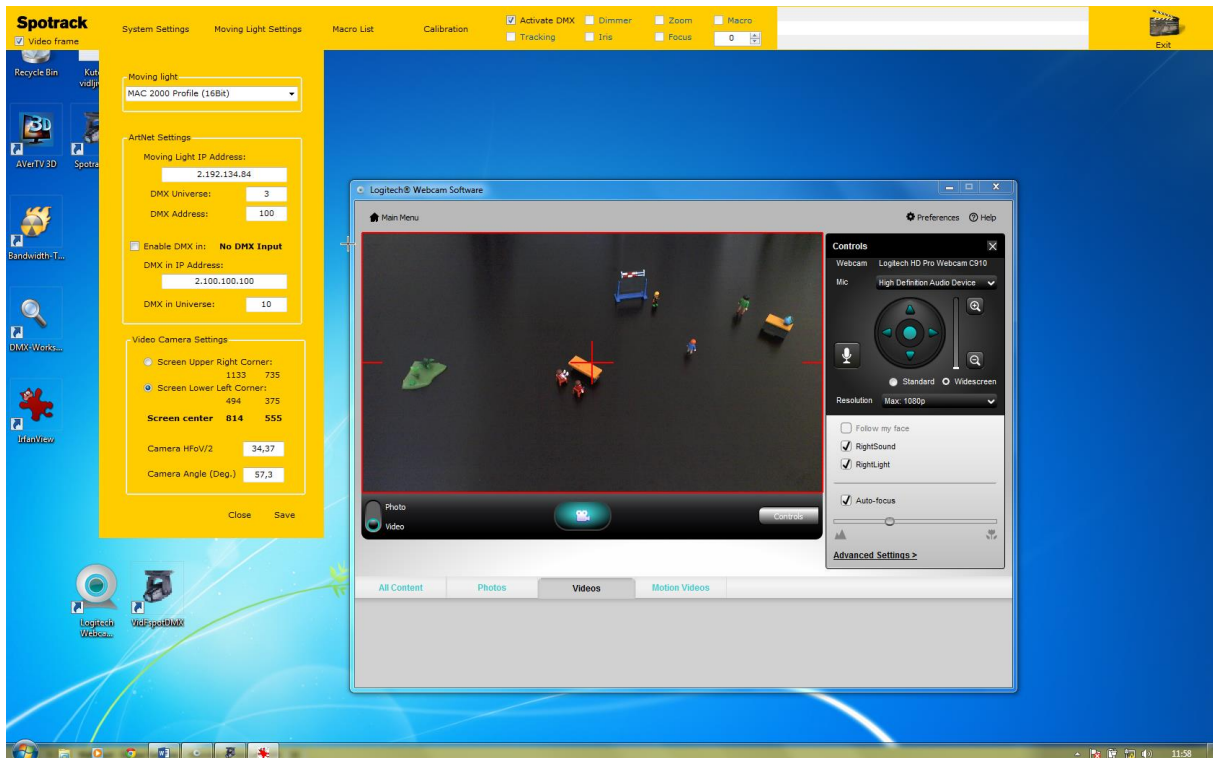 Spotrack
Video frame
System Settings
Moving Light Settings
Macro List
Calibration
Activate DMX
Dimmer
Zoom
Macro
Tracking
Iris
Focus
0
Exit
Recycle Bin
AVerTV 3D
Bandwidth-T...
DMX-Works...
IrfanView
Moving light
MAC 2000 Profile (16Bit)
ArtNet Settings
Moving Light IP Address:
2.192.134.84
DMX Universe: 3
DMX Address: 100
Enable DMX in: No DMX Input
DMX in IP Address:
2.100.100.100
DMX in Universe: 10
Video Camera Settings
Screen Upper Right Corner:
1133 735
Screen Lower Left Corner:
494 375
Screen center 814 555
Camera HFoV/2 34,37
Camera Angle (Deg.) 57,3
Close Save
Logitech® Webcam Software
Main Menu
Preferences
Help
Controls
Webcam Logitech HD Pro Webcam C910
Mic High Definition Audio Device
Standard Widescreen
Resolution Max: 1080p
Follow my face
RightSound
RightLight
Auto-focus
Advanced Settings >
Photo
Video
Controls
All Content
Photos
Videos
Motion Videos
Logitech
Webca...
11:58